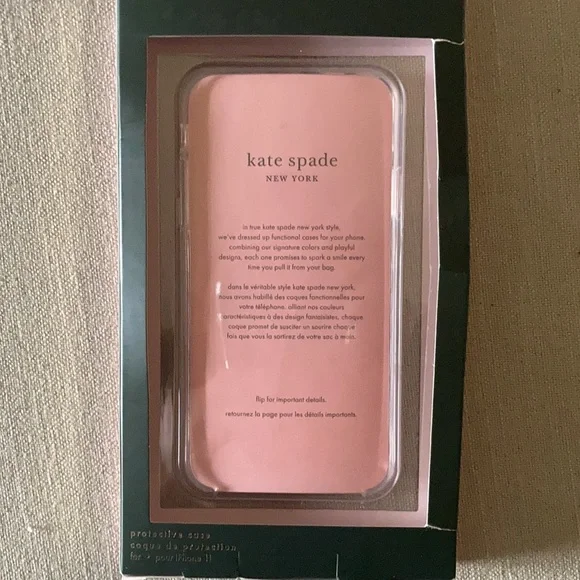 kate spade
NEW YORK
in true kate spade new york style,
we've dressed up functional cases for your phone.
combining our signature colors and playful
designs, each one promises to spark a smile every
time you pull it from your bag.
dans le véritable style kate spade new york,
nous avons habillé des coques fonctionnelles pour
votre téléphone. alliant nos couleurs
caractéristiques à des design fantaisistes, chaque
coque promet de susciter un sourire chaque
fois que vous la sortirez de votre sac à main.
flip for important details.
retournez la page pour les détails importants.
protective case
coque de protection
for • pour iPhone 11